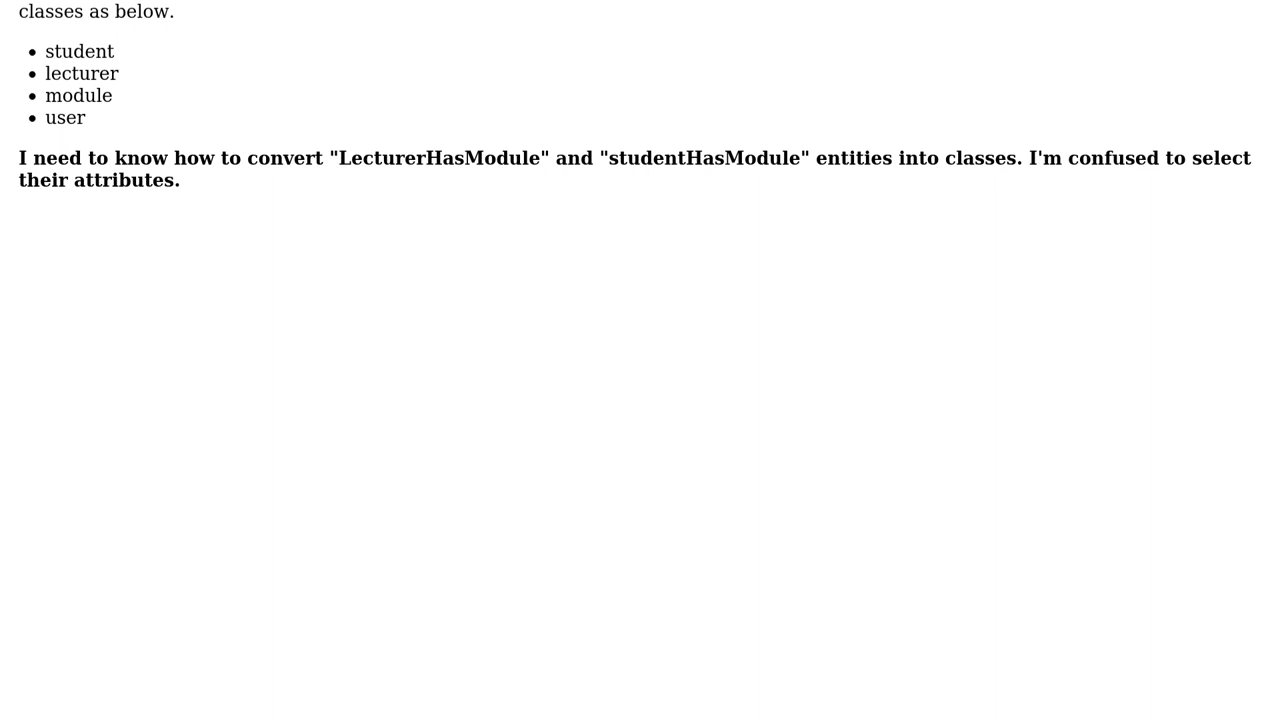 classes as below.
student
lecturer
module
user
I need to know how to convert "LecturerHasModule" and "studentHasModule" entities into classes. I'm confused to select
their attributes.